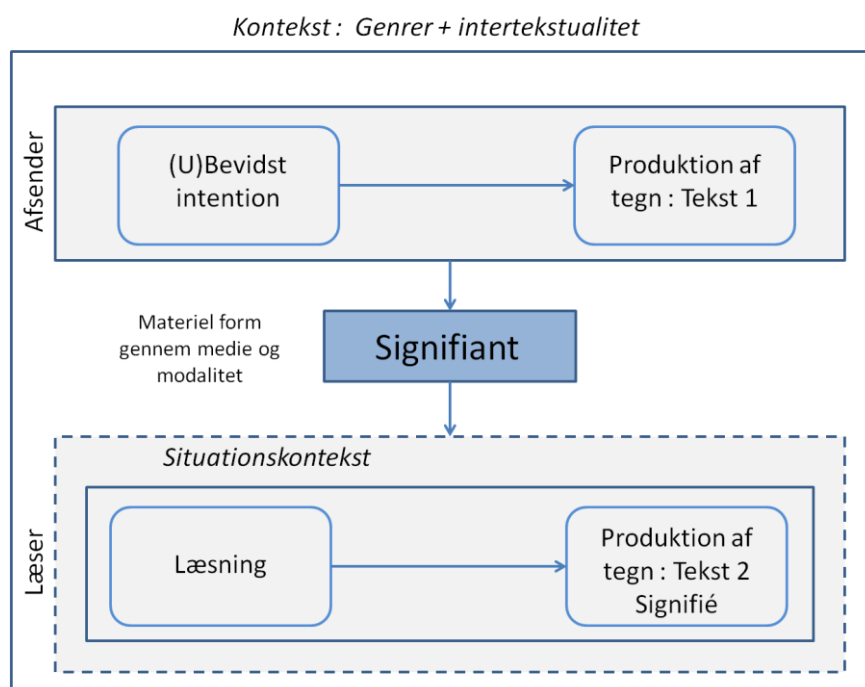 Kontekst : Genrer + intertekstualitet
Afsender
(U)Bevidst
intention
Produktion af
tegn : Tekst 1
Materiel form
gennem medie og
modalitet
Signifiant
Læser
Situationskontekst
Læsning
Produktion af
tegn : Tekst 2
Signifié